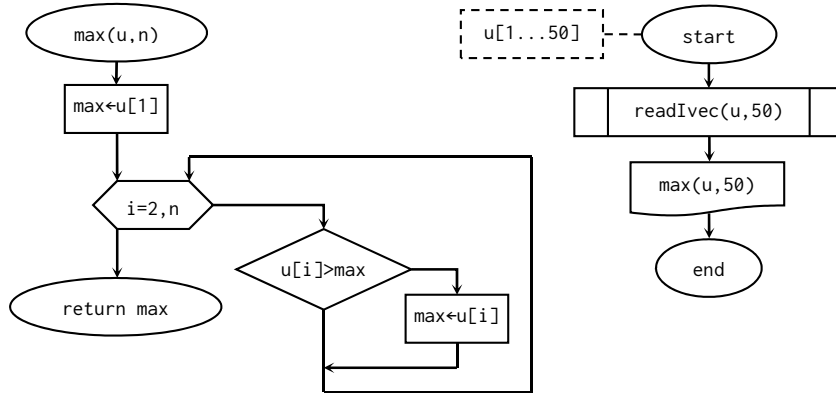 max(u,n)
max←u[1]
i=2,n
u[i]>max
max←u[i]
return max
u[1...50]
start
readIvec(u,50)
max(u,50)
end